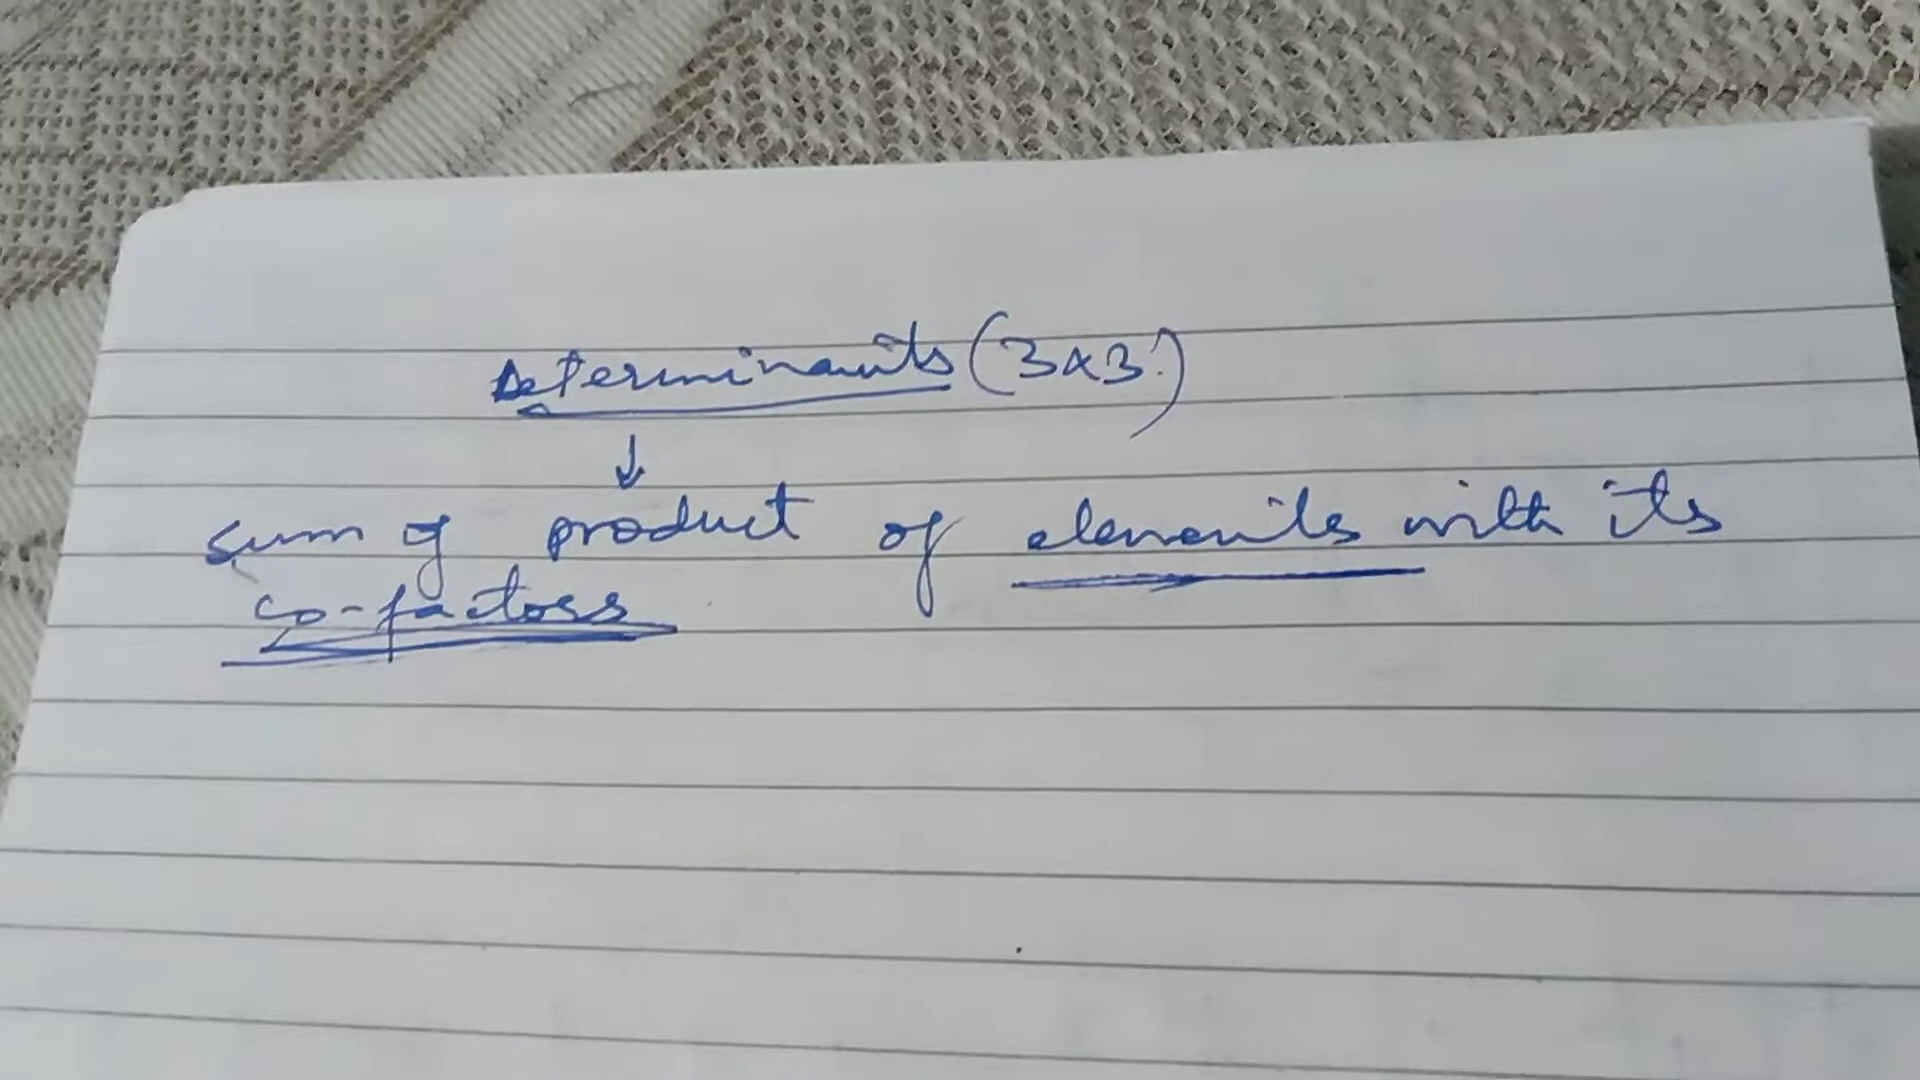 Determinants (3x3)
↓
sum of product of elements with its
co-factors